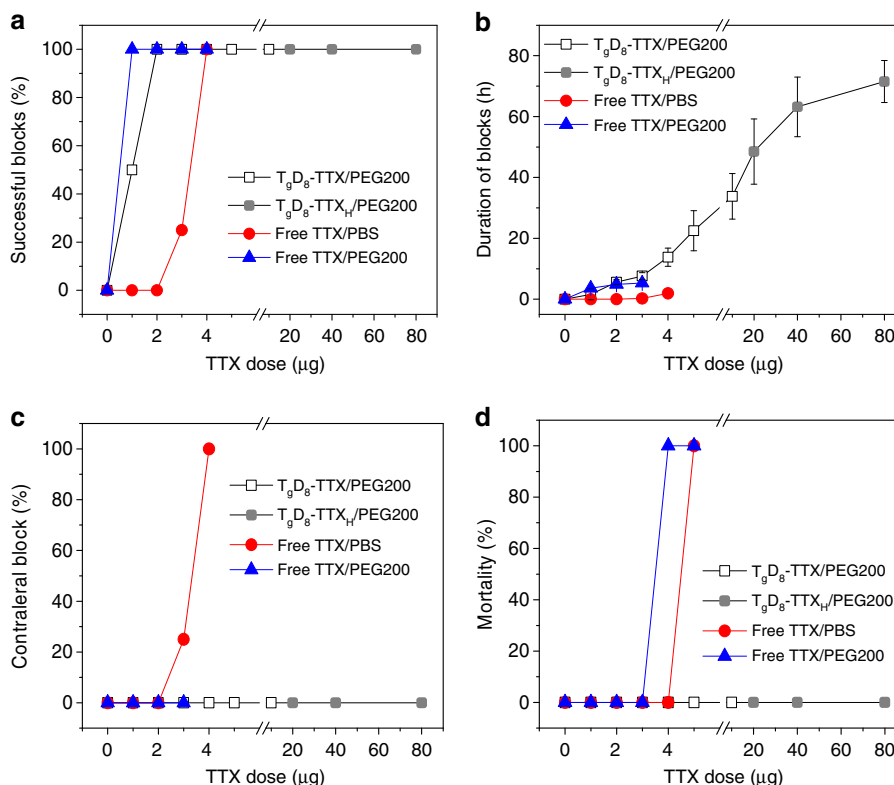 a
Successful blocks (%)
100
80
60
40
20
0
TgD8-TTX/PEG200
TgD8-TTXH/PEG200
Free TTX/PBS
Free TTX/PEG200
0 2 4 20 40 60 80
TTX dose (μg)
b
Duration of blocks (h)
80
60
40
20
0
TgD8-TTX/PEG200
TgD8-TTXH/PEG200
Free TTX/PBS
Free TTX/PEG200
0 2 4 20 40 60 80
TTX dose (μg)
c
Contraleral block (%)
100
80
60
40
20
0
TgD8-TTX/PEG200
TgD8-TTXH/PEG200
Free TTX/PBS
Free TTX/PEG200
0 2 4 20 40 60 80
TTX dose (μg)
d
Mortality (%)
100
80
60
40
20
0
TgD8-TTX/PEG200
TgD8-TTXH/PEG200
Free TTX/PBS
Free TTX/PEG200
0 2 4 20 40 60 80
TTX dose (μg)